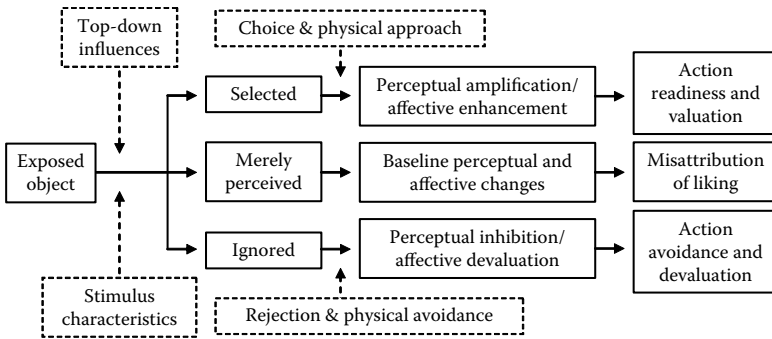 Top-down
influences
Choice & physical approach
Selected
Perceptual amplification/
affective enhancement
Action
readiness and
valuation
Exposed
object
Merely
perceived
Baseline perceptual and
affective changes
Misattribution
of liking
Ignored
Perceptual inhibition/
affective devaluation
Action
avoidance and
devaluation
Stimulus
characteristics
Rejection & physical avoidance